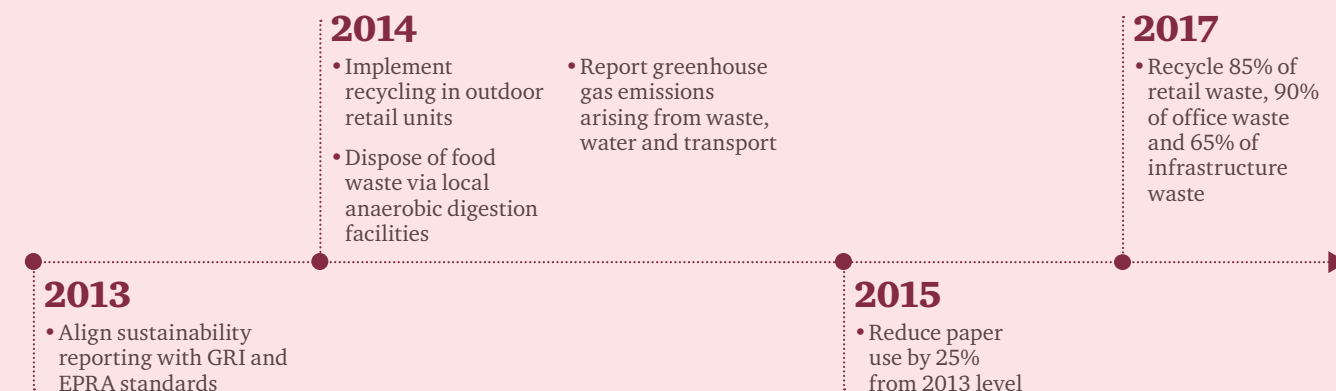 2014
• Implement
recycling in outdoor
retail units
• Dispose of food
waste via local
anaerobic digestion
facilities
• Report greenhouse
gas emissions
arising from waste,
water and transport
2017
• Recycle 85% of
retail waste, 90%
of office waste
and 65% of
infrastructure
waste
2013
• Align sustainability
reporting with GRI and
EPRA standards
2015
• Reduce paper
use by 25%
from 2013 level